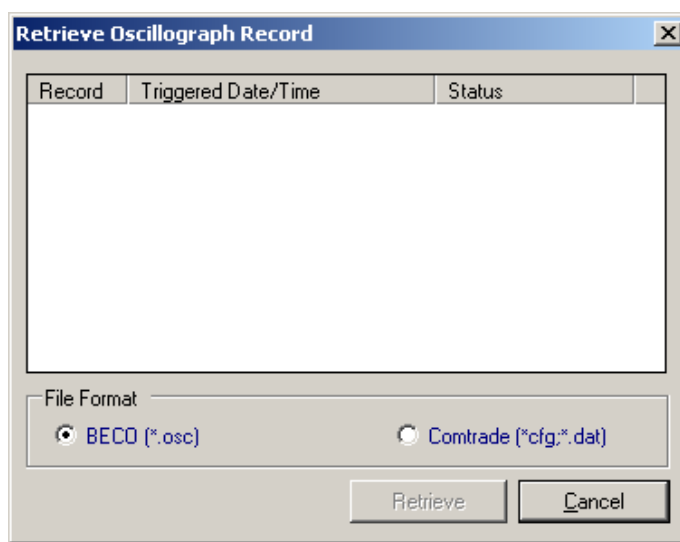 Retrieve Oscillograph Record
Record Triggered Date/Time Status
File Format
BECO (*.osc) Comtrade (*cfg;*.dat)
Retrieve Cancel